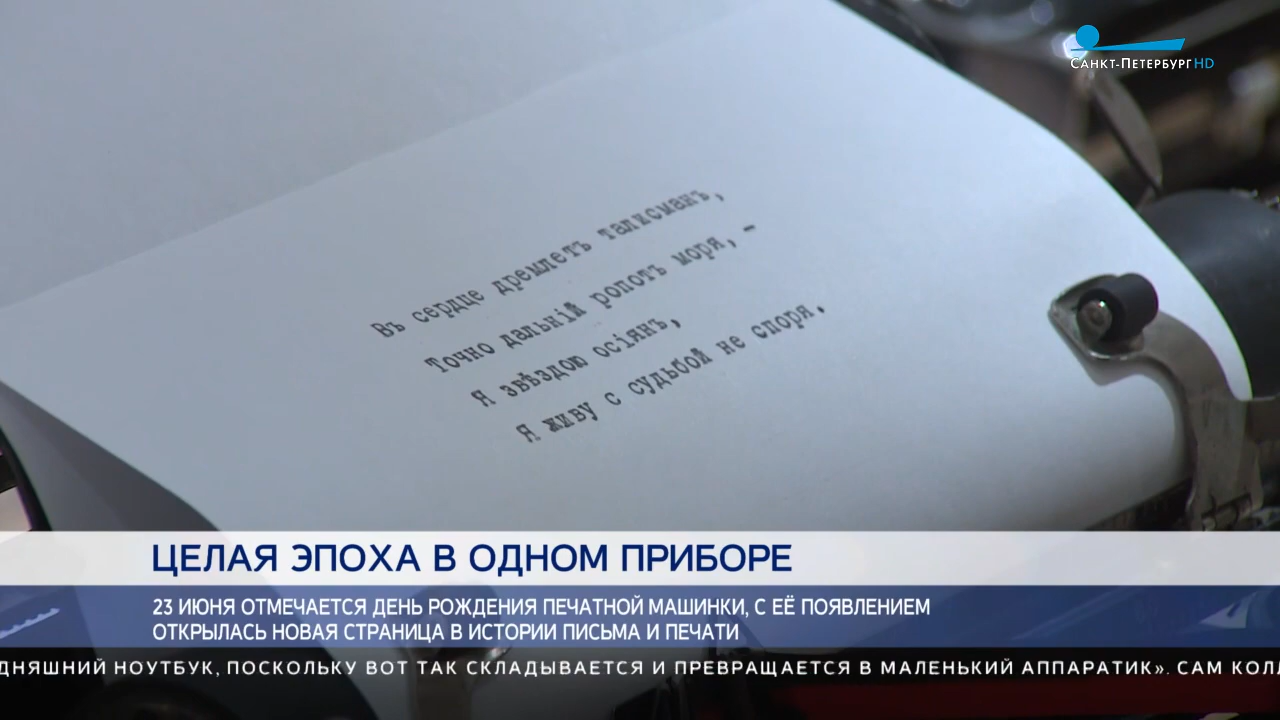 Санкт-Петербург HD
Въ сердце дремлетъ талисманъ,
Точно дальній ропотъ моря, -
Я звѣздою осіянъ,
Я живу с судьбой не споря.
ЦЕЛАЯ ЭПОХА В ОДНОМ ПРИБОРЕ
23 ИЮНЯ ОТМЕЧАЕТСЯ ДЕНЬ РОЖДЕНИЯ ПЕЧАТНОЙ МАШИНКИ, С ЕЁ ПОЯВЛЕНИЕМ
ОТКРЫЛАСЬ НОВАЯ СТРАНИЦА В ИСТОРИИ ПИСЬМА И ПЕЧАТИ
ДНЯШНИЙ НОУТБУК, ПОСКОЛЬКУ ВОТ ТАК СКЛАДЫВАЕТСЯ И ПРЕВРАЩАЕТСЯ В МАЛЕНЬКИЙ АППАРАТИК». САМ КОЛЛ